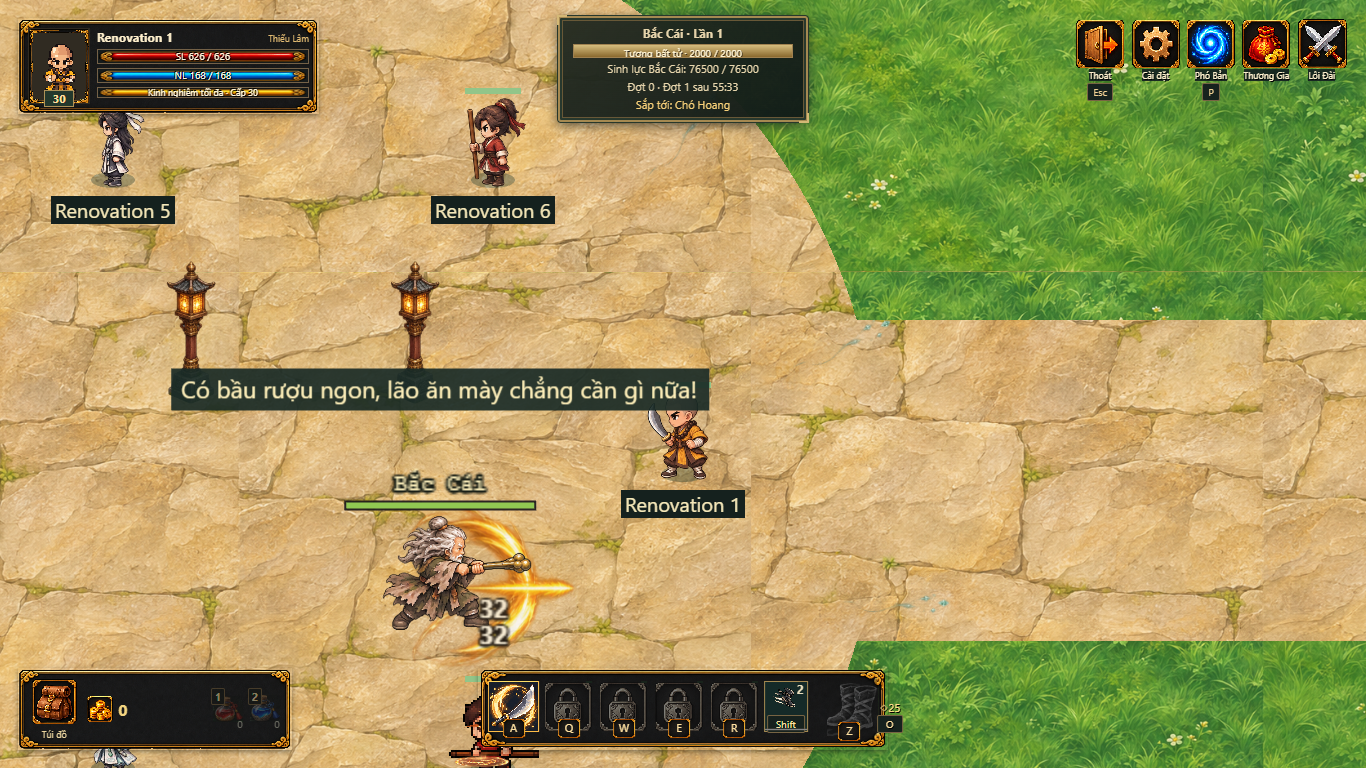 Renovation 1
Thiếu Lâm
SL 626 / 626
NL 168 / 168
Kinh nghiệm tối đa - Cấp 30
30
Bắc Cái - Lần 1
Tượng bất tử - 2000 / 2000
Sinh lực Bắc Cái: 76500 / 76500
Đợt 0 - Đợt 1 sau 55:33
Sắp tới: Chó Hoang
Thoát
Esc
Cài đặt
Phó Bản
P
Thương Gia
Lôi Đài
Renovation 5
Renovation 6
Có bầu rượu ngon, lão ăn mày chẳng cần gì nữa!
Bắc Cái
Renovation 1
32
32
Túi đồ
0
1
0
2
0
A
Q
W
E
R
2
Shift
Z
25
O